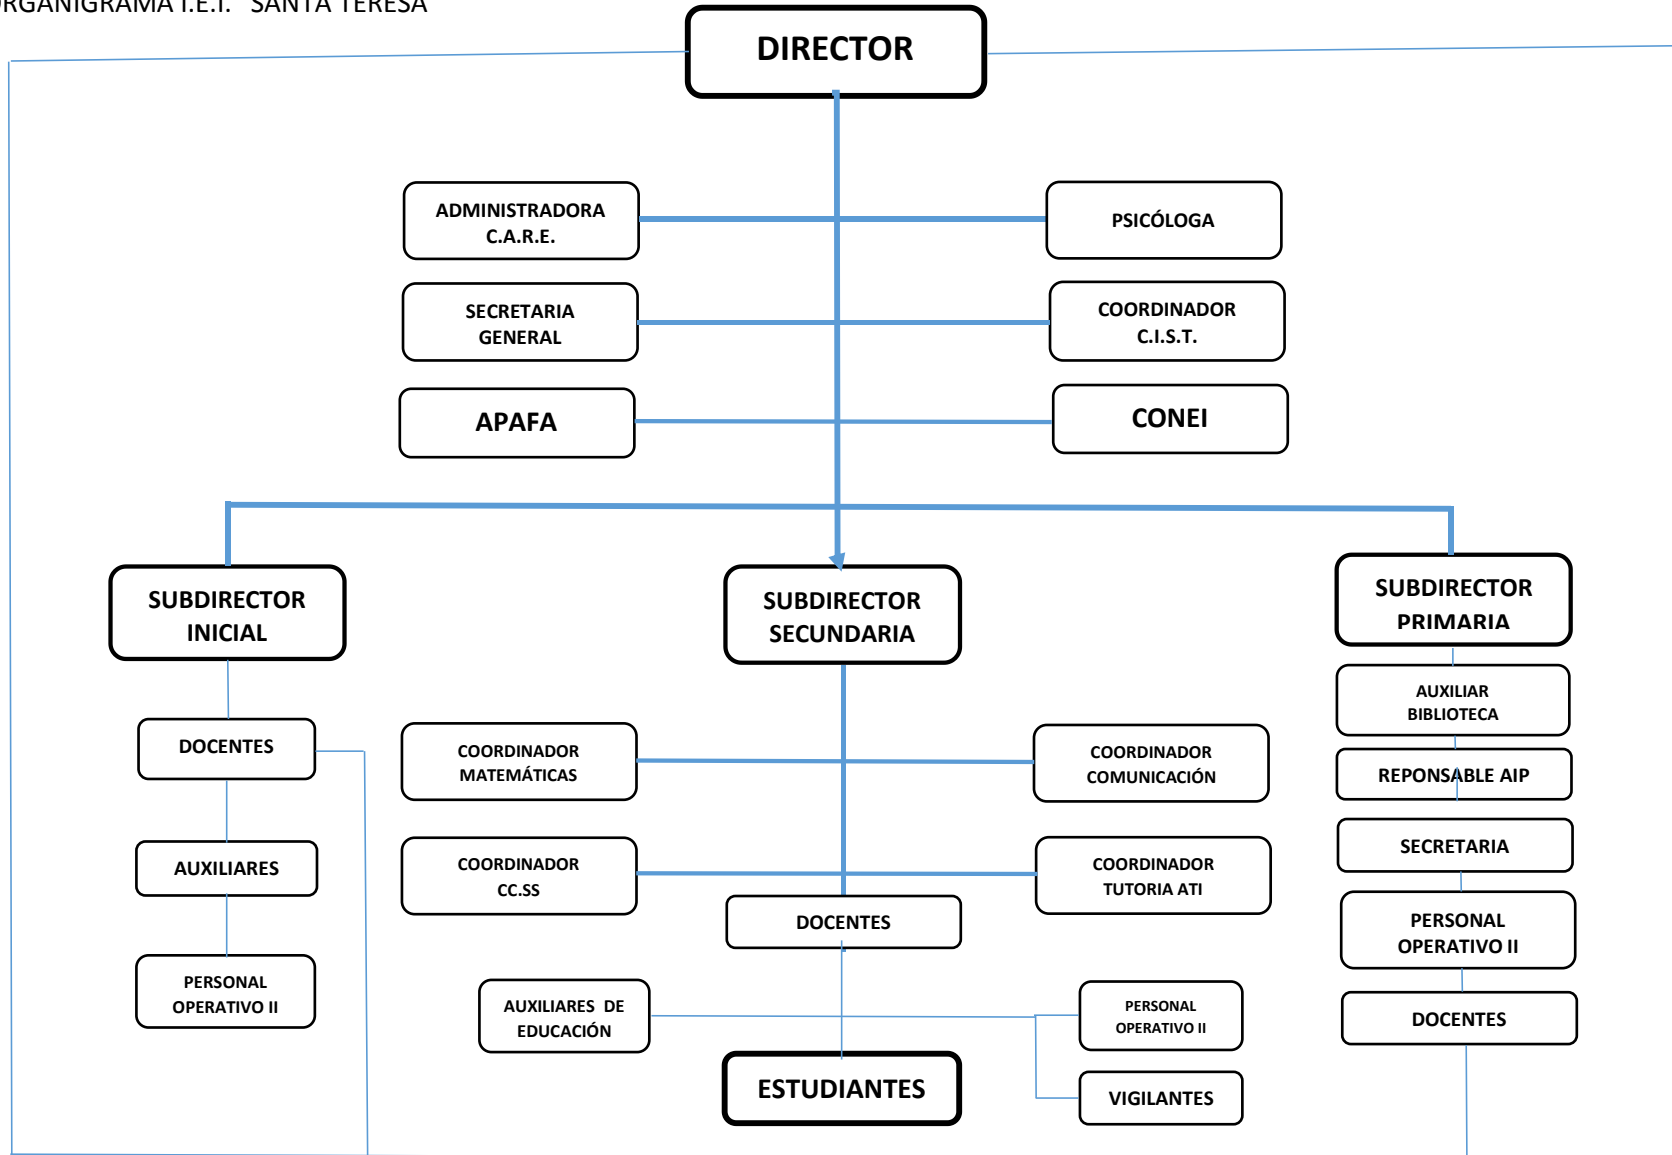 ORGANIGRAMA I.E.I. SANTA TERESA
DIRECTOR
ADMINISTRADORA
C.A.R.E.
PSICÓLOGA
SECRETARIA
GENERAL
COORDINADOR
C.I.S.T.
APAFA
CONEI
SUBDIRECTOR
INICIAL
SUBDIRECTOR
SECUNDARIA
SUBDIRECTOR
PRIMARIA
DOCENTES
AUXILIARES
PERSONAL
OPERATIVO II
COORDINADOR
MATEMÁTICAS
COORDINADOR
COMUNICACIÓN
COORDINADOR
CC.SS
COORDINADOR
TUTORIA ATI
DOCENTES
AUXILIARES DE
EDUCACIÓN
PERSONAL
OPERATIVO II
VIGILANTES
ESTUDIANTES
AUXILIAR
BIBLIOTECA
REPONSABLE AIP
SECRETARIA
PERSONAL
OPERATIVO II
DOCENTES